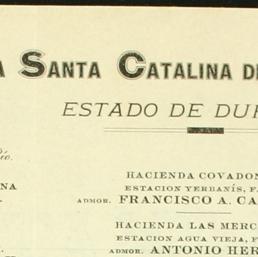 A SANTA CATALINA DE
ESTADO DE DUR
HACIENDA COVADON
NA
ESTACION YERBANÍS, F.
ADMOR. FRANCISCO A. CA
HACIENDA LAS MERC
ESTACION AGUA VIEJA, F
ADMOR. ANTONIO HER